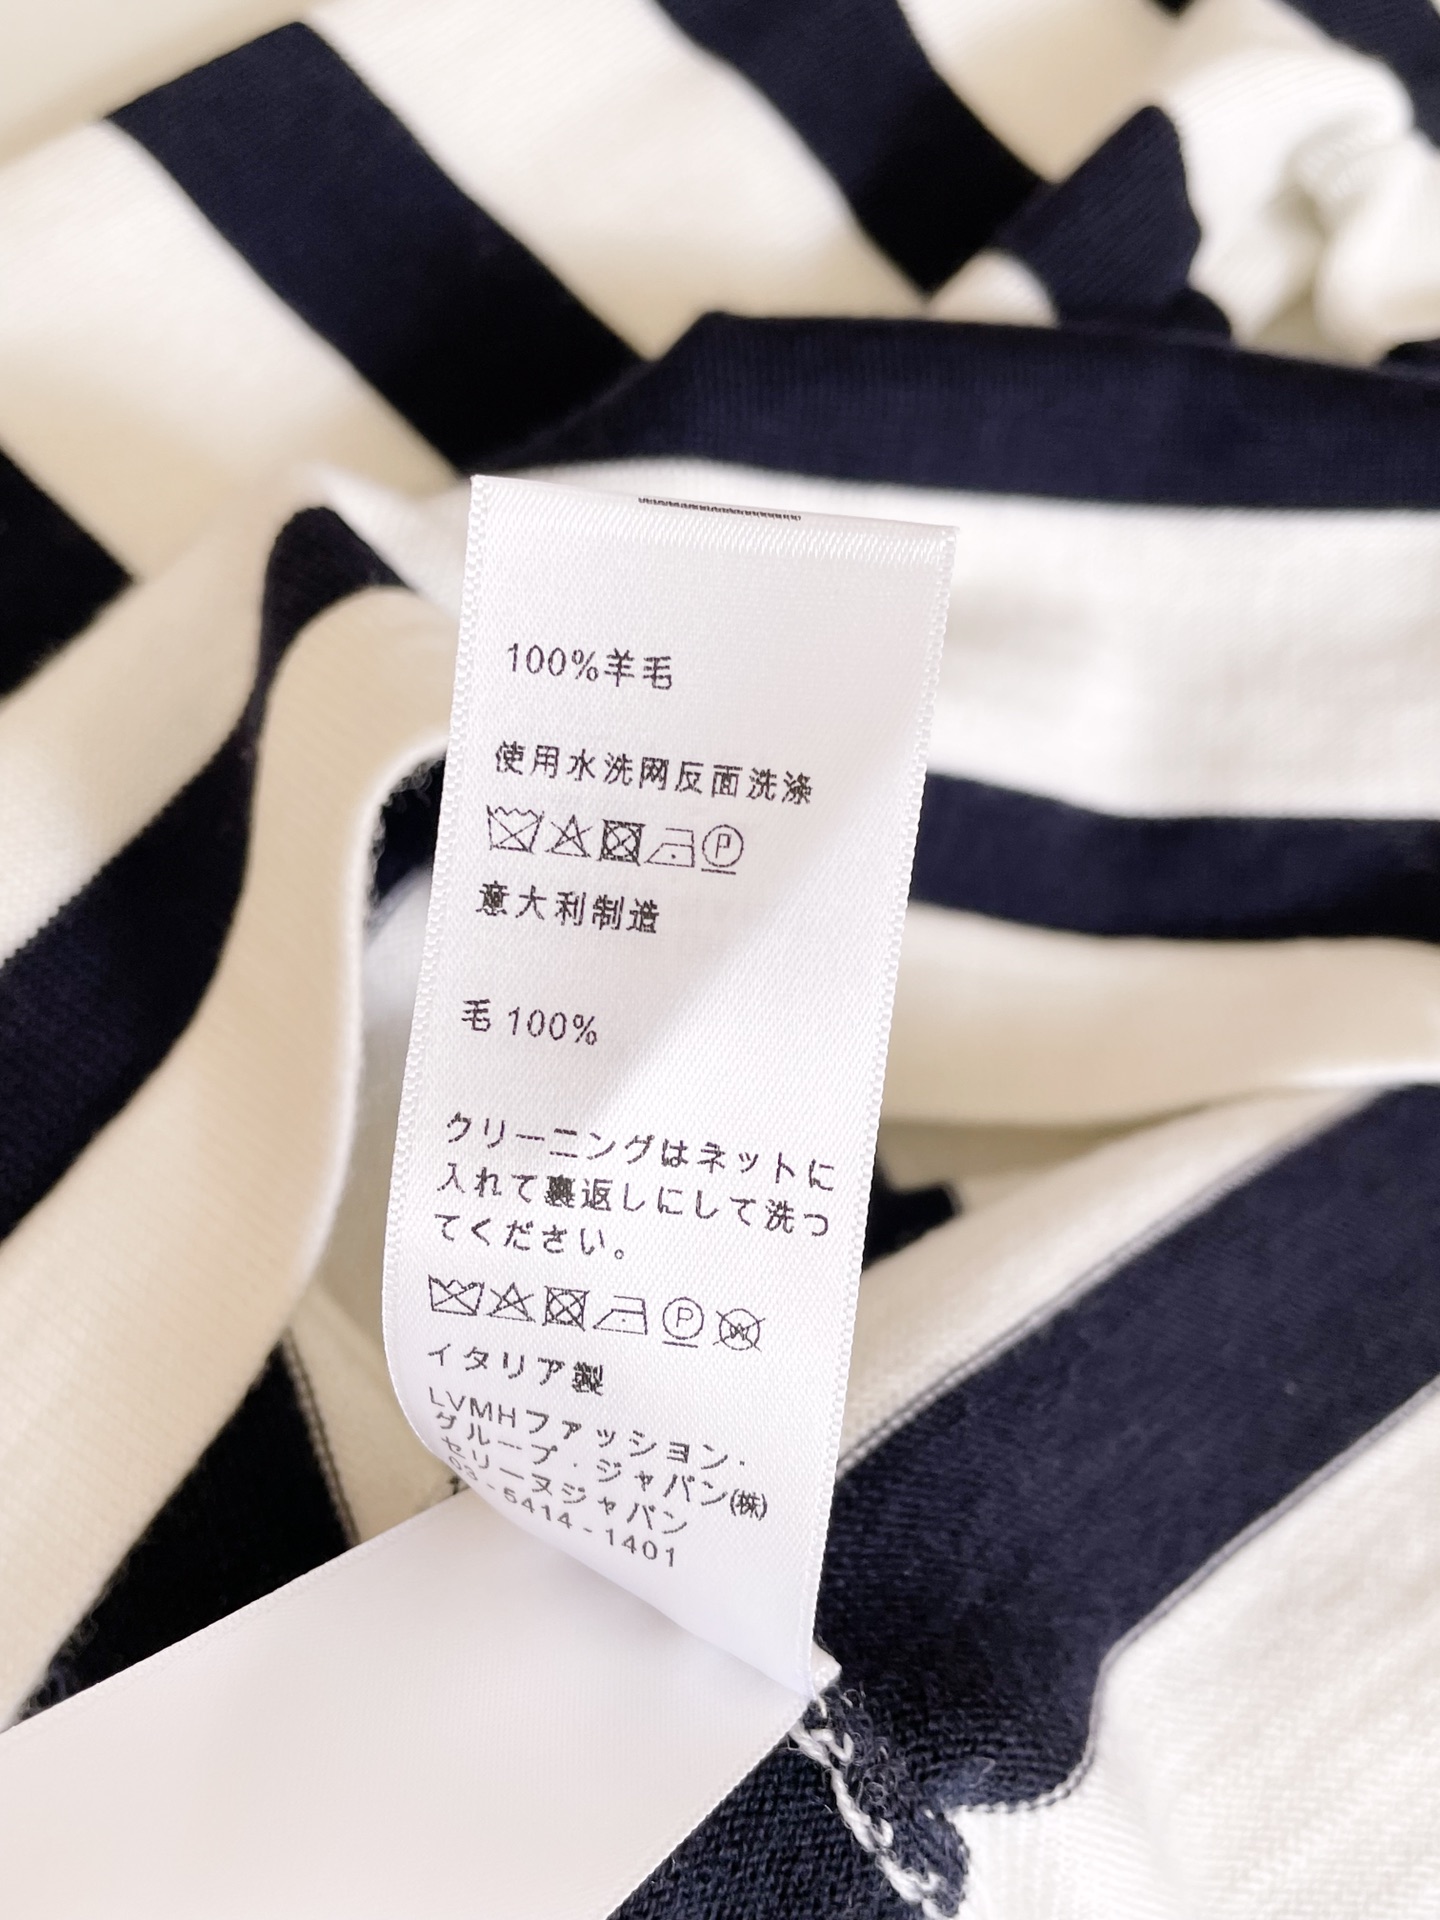 100%羊毛
使用水洗网反面洗涤
P
意大利制造
毛 100%
クリーニングはネットに
入れて裏返しにして洗っ
てください。
P W
イタリア製
LVMHファッション・
グループ・ジャパン(株)
セリーヌジャパン
03-5414-1401